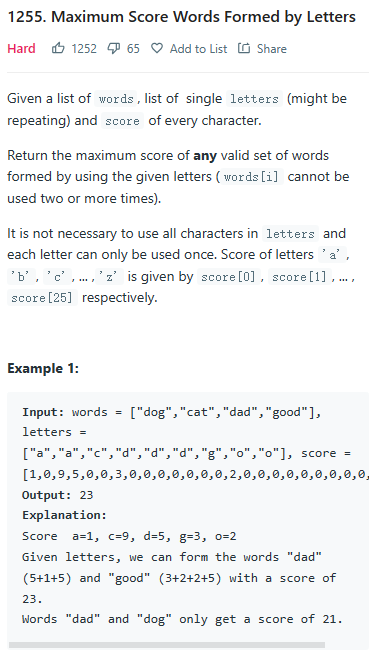 1255. Maximum Score Words Formed by Letters
Hard 1252 65 Add to List Share
Given a list of words, list of single letters (might be
repeating) and score of every character.
Return the maximum score of any valid set of words
formed by using the given letters (words[i] cannot be
used two or more times).
It is not necessary to use all characters in letters and
each letter can only be used once. Score of letters 'a',
'b', 'c', ... ,'z' is given by score[0], score[1], ... ,
score[25] respectively.
Example 1:
Input: words = ["dog","cat","dad","good"],
letters =
["a","a","c","d","d","d","g","o","o"], score =
[1,0,9,5,0,0,3,0,0,0,0,0,0,0,2,0,0,0,0,0,0,0,0,0,
Output: 23
Explanation:
Score  a=1, c=9, d=5, g=3, o=2
Given letters, we can form the words "dad"
(5+1+5) and "good" (3+2+2+5) with a score of
23.
Words "dad" and "dog" only get a score of 21.